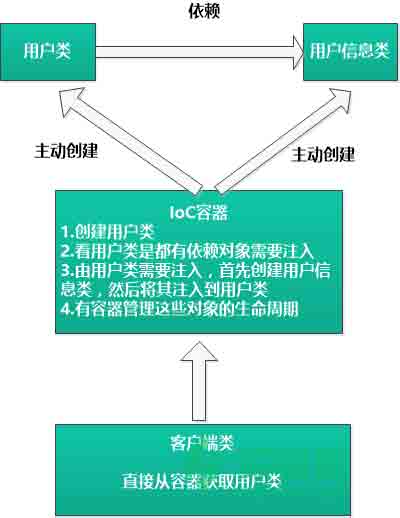 依赖
用户类
用户信息类
主动创建
主动创建
IoC容器
1.创建用户类
2.看用户类是都有依赖对象需要注入
3.由用户类需要注入，首先创建用户信
息类，然后将其注入到用户类
4.有容器管理这些对象的生命周期
客户端类
直接从容器获取用户类